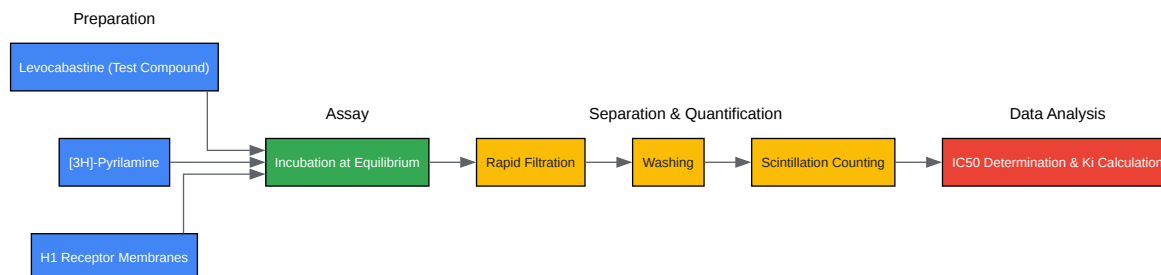 Preparation
Levocabastine (Test Compound)
[3H]-Pyrilamine
H1 Receptor Membranes
Assay
Incubation at Equilibrium
Separation & Quantification
Rapid Filtration
Washing
Scintillation Counting
Data Analysis
IC50 Determination & Ki Calculation